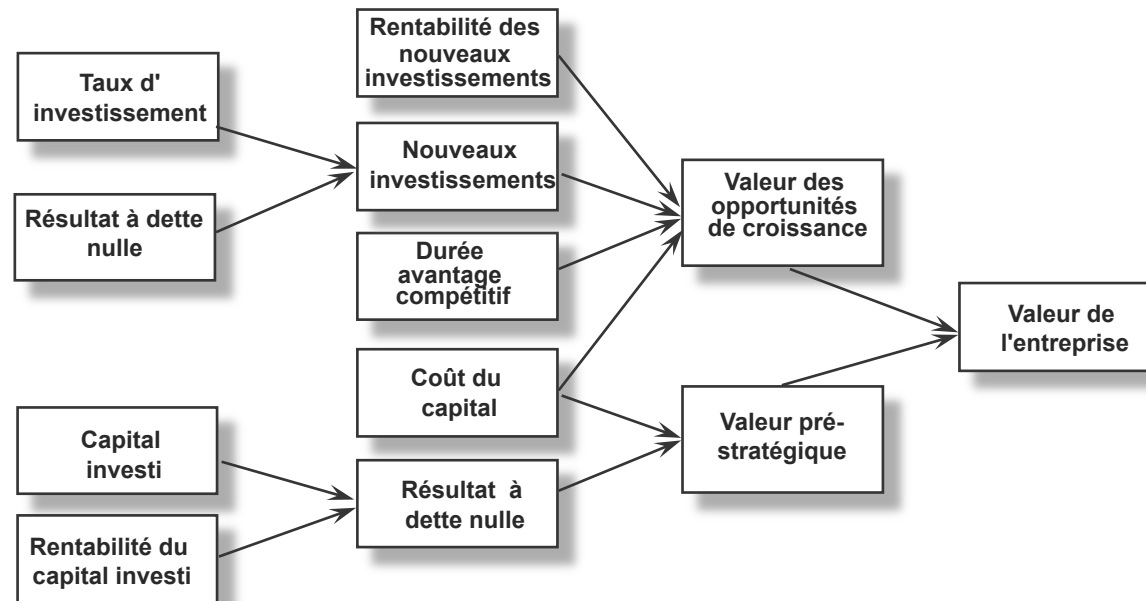 Rentabilité des
nouveaux
investissements
Taux d'
investissement
Nouveaux
investissements
Résultat à dette
nulle
Durée
avantage
compétitif
Valeur des
opportunités
de croissance
Valeur de
l'entreprise
Coût du
capital
Valeur pré-
stratégique
Capital
investi
Résultat à
dette nulle
Rentabilité du
capital investi